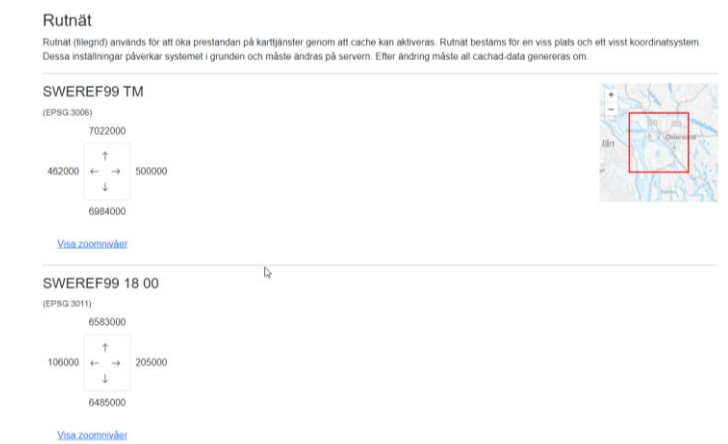 Rutnät
Rutnät (tilegrid) används för att öka prestandan på karttjänster genom att cache kan aktiveras. Rutnät bestäms för en viss plats och ett visst koordinatsystem.
Dessa inställningar påverkar systemet i grunden och måste ändras på servern. Efter ändring måste all cachad-data genereras om.
SWEREF99 TM
(EPSG:3006)
7022000
462000 ← → 500000
6984000
Visa zoomnivåer
+
−
län
SWEREF99 18 00
(EPSG:3011)
6583000
106000 ← → 205000
6485000
Visa zoomnivåer